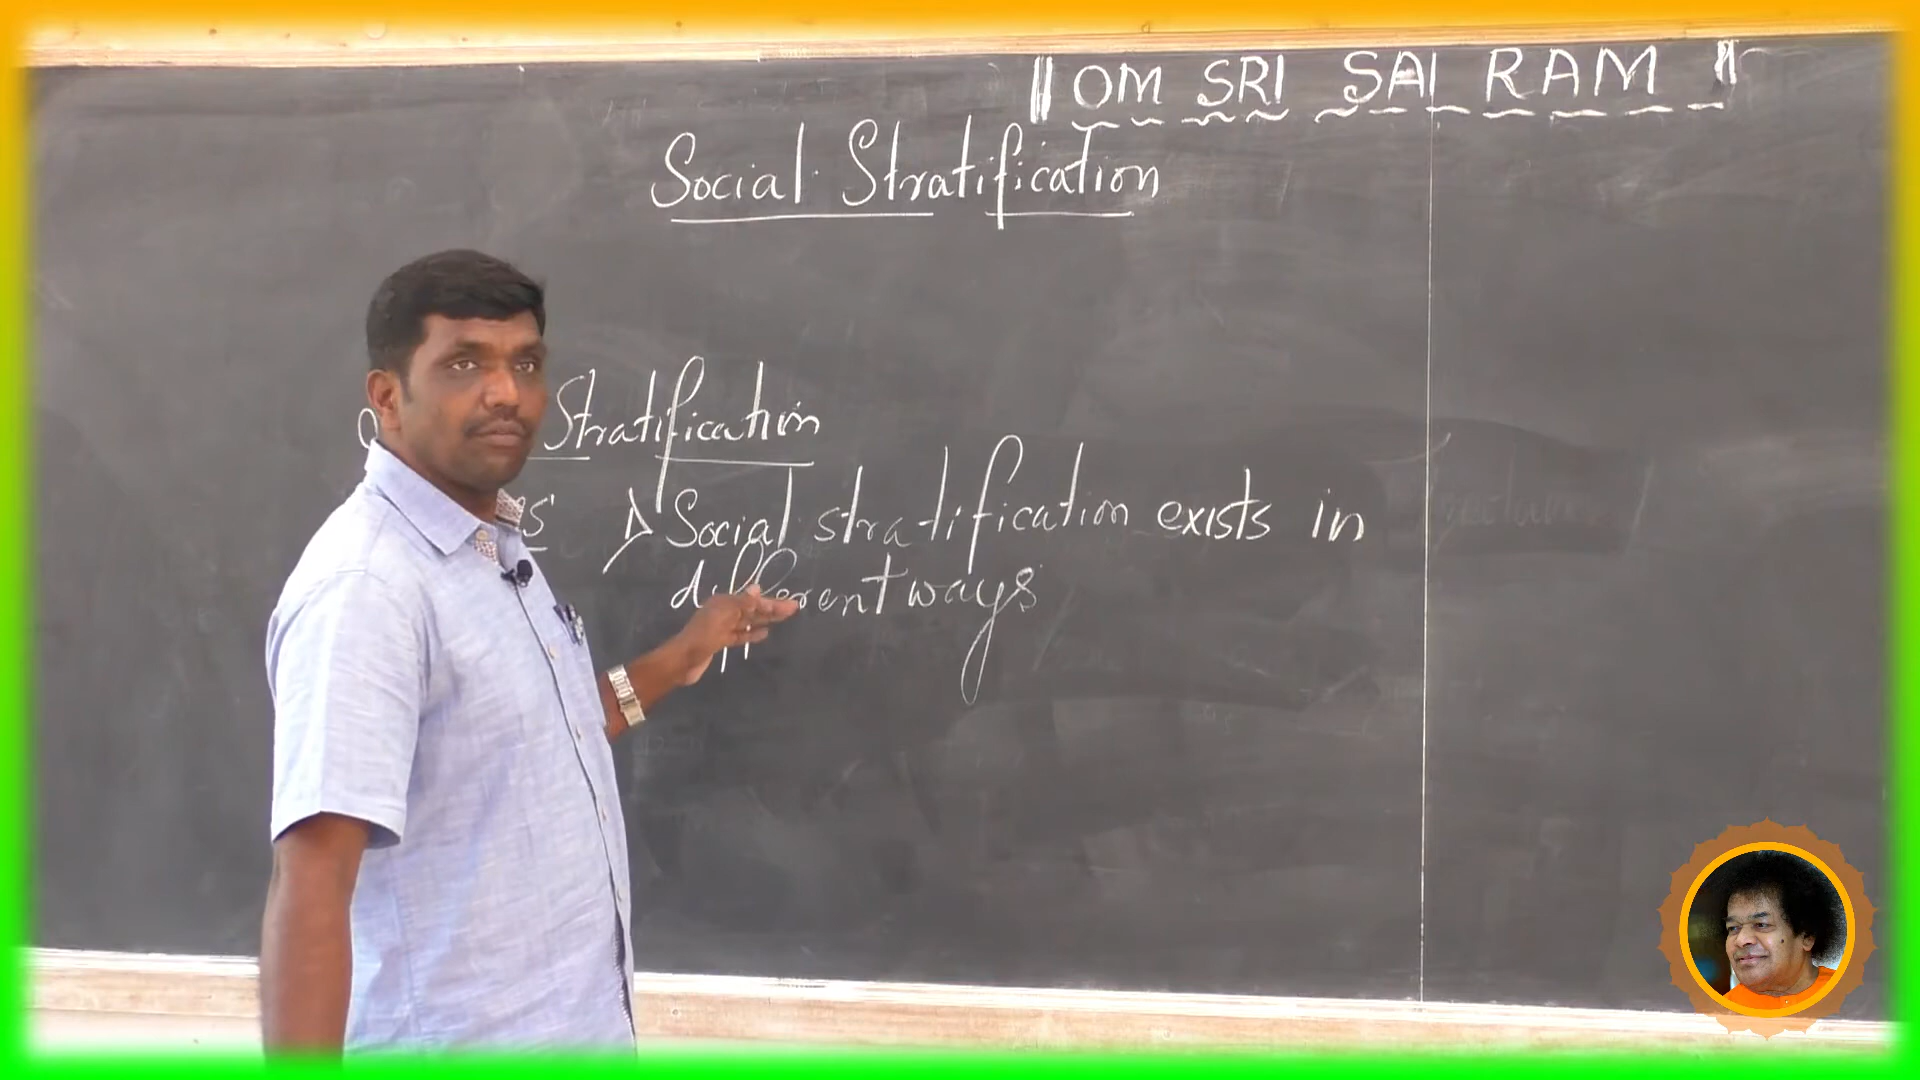 || OM SRI SAI RAM ||
Social Stratification
Stratification
Social stratification exists in
different ways